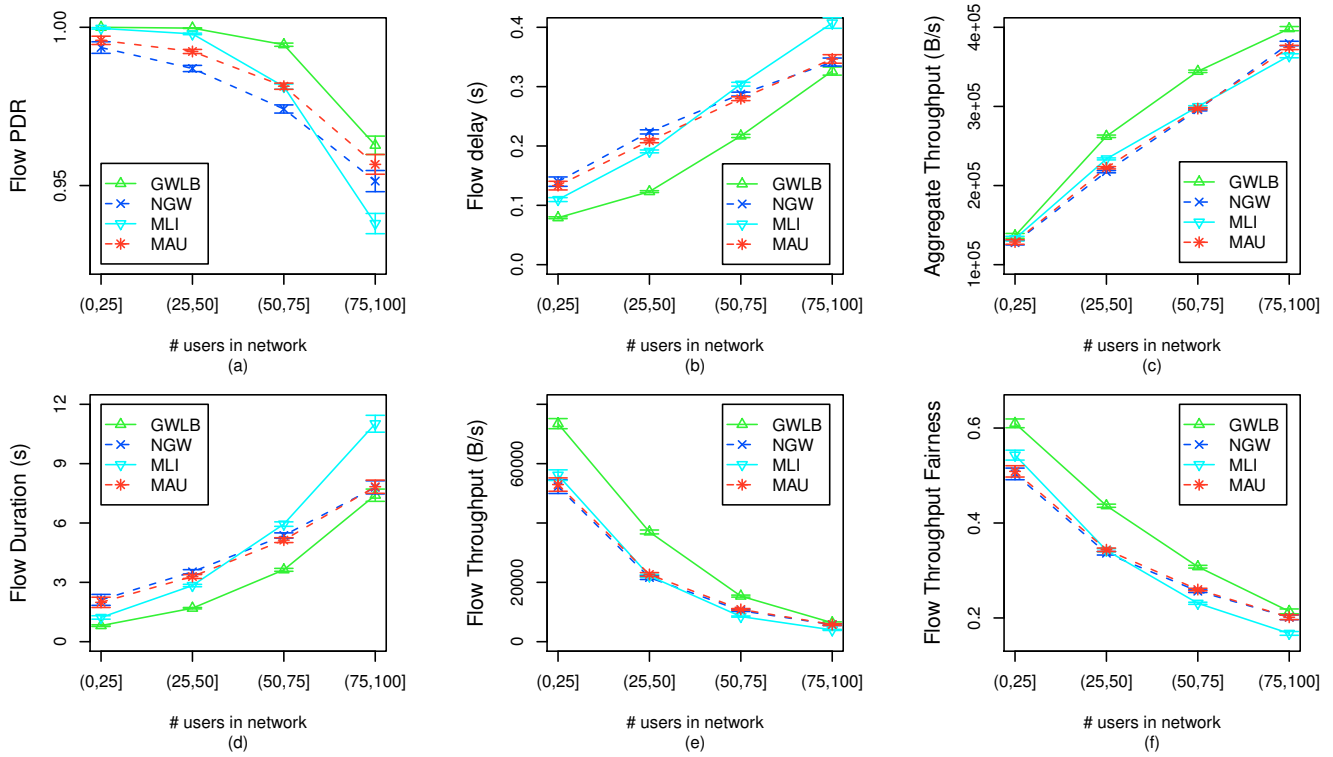 Flow PDR
1.00
0.95
GWLB
NGW
MLI
MAU
(0,25]
(25,50]
(50,75]
(75,100]
# users in network
(a)
Flow delay (s)
0.4
0.3
0.2
0.1
0.0
GWLB
NGW
MLI
MAU
(0,25]
(25,50]
(50,75]
(75,100]
# users in network
(b)
Aggregate Throughput (B/s)
4e+05
3e+05
2e+05
1e+05
GWLB
NGW
MLI
MAU
(0,25]
(25,50]
(50,75]
(75,100]
# users in network
(c)
Flow Duration (s)
12
9
6
3
0
GWLB
NGW
MLI
MAU
(0,25]
(25,50]
(50,75]
(75,100]
# users in network
(d)
Flow Throughput (B/s)
60000
20000
0
GWLB
NGW
MLI
MAU
(0,25]
(25,50]
(50,75]
(75,100]
# users in network
(e)
Flow Throughput Fairness
0.6
0.4
0.2
GWLB
NGW
MLI
MAU
(0,25]
(25,50]
(50,75]
(75,100]
# users in network
(f)